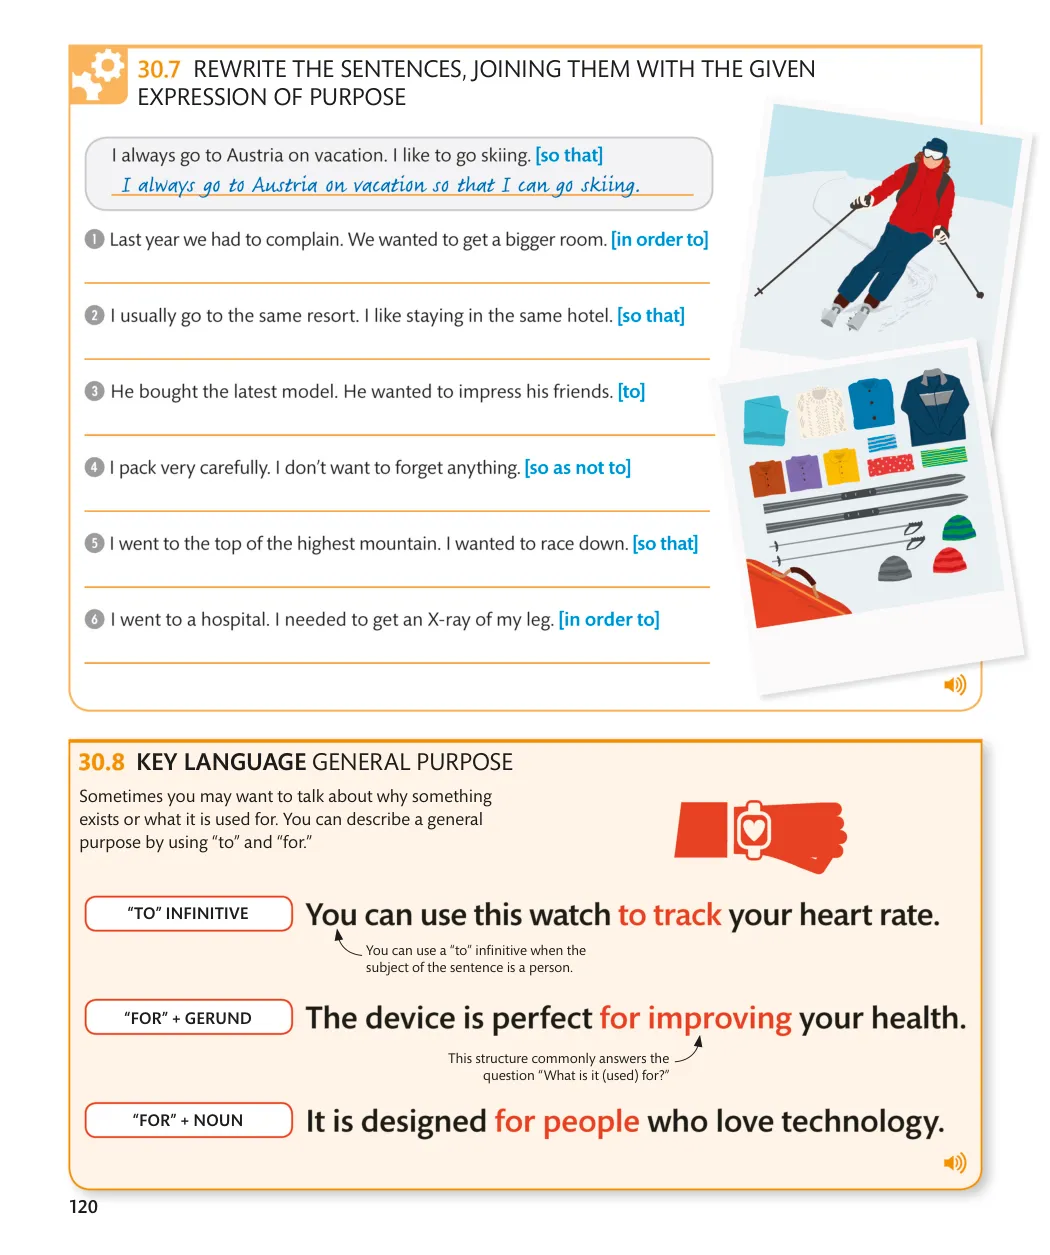 30.7 REWRITE THE SENTENCES, JOINING THEM WITH THE GIVEN
EXPRESSION OF PURPOSE
I always go to Austria on vacation. I like to go skiing. [so that]
I always go to Austria on vacation so that I can go skiing.
1 Last year we had to complain. We wanted to get a bigger room. [in order to]
2 I usually go to the same resort. I like staying in the same hotel. [so that]
3 He bought the latest model. He wanted to impress his friends. [to]
4 I pack very carefully. I don’t want to forget anything. [so as not to]
5 I went to the top of the highest mountain. I wanted to race down. [so that]
6 I went to a hospital. I needed to get an X-ray of my leg. [in order to]
30.8 KEY LANGUAGE GENERAL PURPOSE
Sometimes you may want to talk about why something
exists or what it is used for. You can describe a general
purpose by using “to” and “for.”
“TO” INFINITIVE
You can use this watch to track your heart rate.
You can use a “to” infinitive when the
subject of the sentence is a person.
“FOR” + GERUND
The device is perfect for improving your health.
This structure commonly answers the
question “What is it (used) for?”
“FOR” + NOUN
It is designed for people who love technology.
120